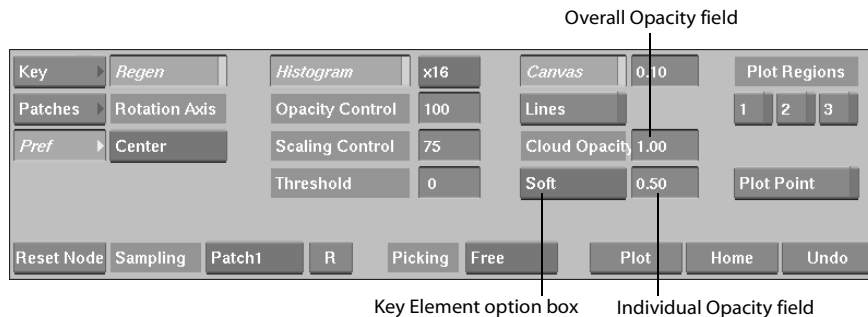 Overall Opacity field
Key Regen Histogram x16 Canvas 0.10 Plot Regions
Patches Rotation Axis Opacity Control 100 Lines 1 2 3
Pref Center Scaling Control 75 Cloud Opacity 1.00
Threshold 0 Soft 0.50 Plot Point
Reset Node Sampling Patch1 R Picking Free Plot Home Undo
Key Element option box Individual Opacity field